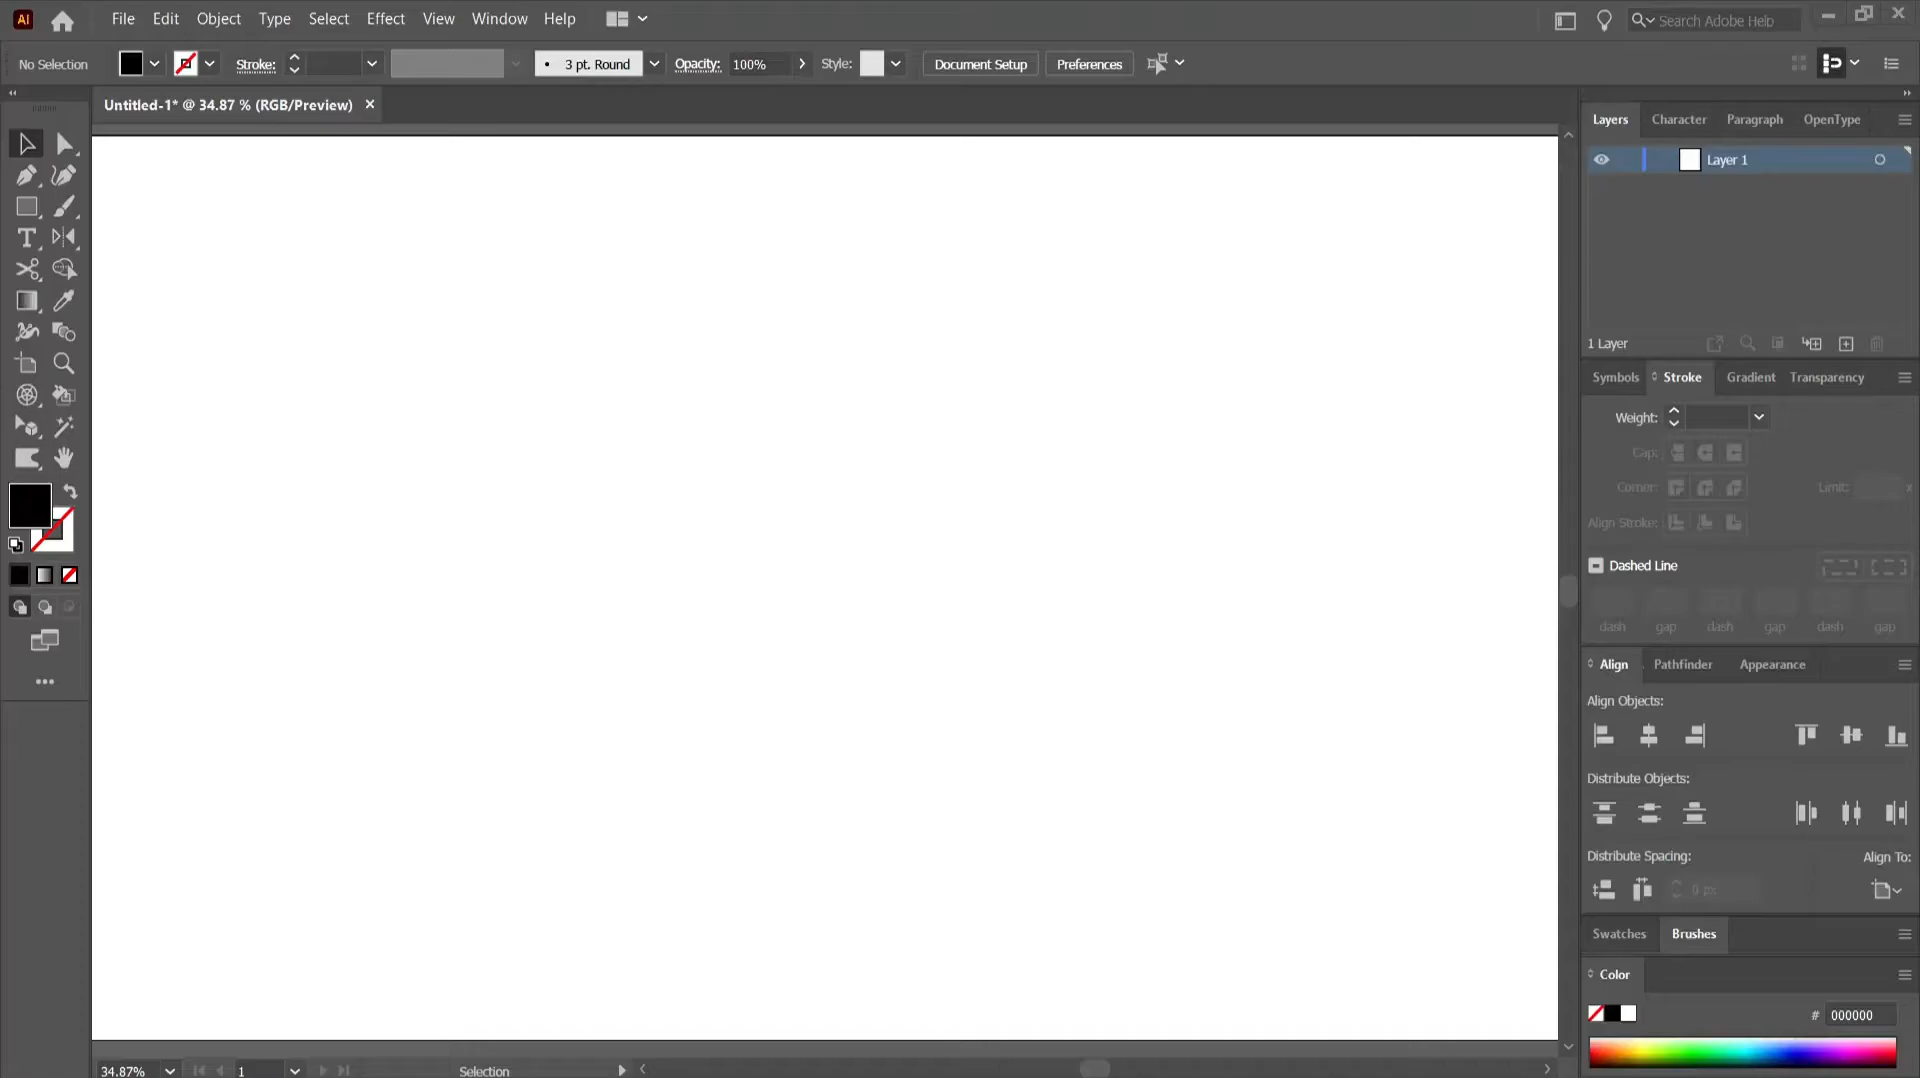 Ai File Edit Object Type Select Effect View Window Help Search Adobe Help
No Selection Stroke: 3 pt. Round Opacity: 100% Style: Document Setup Preferences
Untitled-1* @ 34.87 % (RGB/Preview)
Layers Character Paragraph OpenType
Layer 1
1 Layer
Symbols Stroke Gradient Transparency
Weight:
Cap:
Corner: Limit: x
Align Stroke:
Dashed Line
dash gap dash gap dash gap
Align Pathfinder Appearance
Align Objects:
Distribute Objects:
Distribute Spacing: Align To:
0 px
Swatches Brushes
Color
# 000000
34.87% 1 Selection